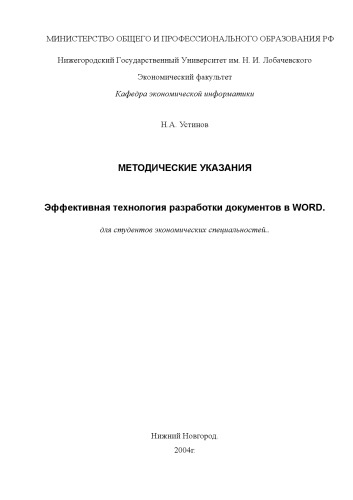 МИНИСТЕРСТВО ОБЩЕГО И ПРОФЕССИОНАЛЬНОГО ОБРАЗОВАНИЯ РФ
Нижегородский Государственный Университет им. Н. И. Лобачевского
Экономический факультет
Кафедра экономической информатики
Н.А. Устинов
МЕТОДИЧЕСКИЕ УКАЗАНИЯ
Эффективная технология разработки документов в WORD.
для студентов экономических специальностей..
Нижний Новгород.
2004г.